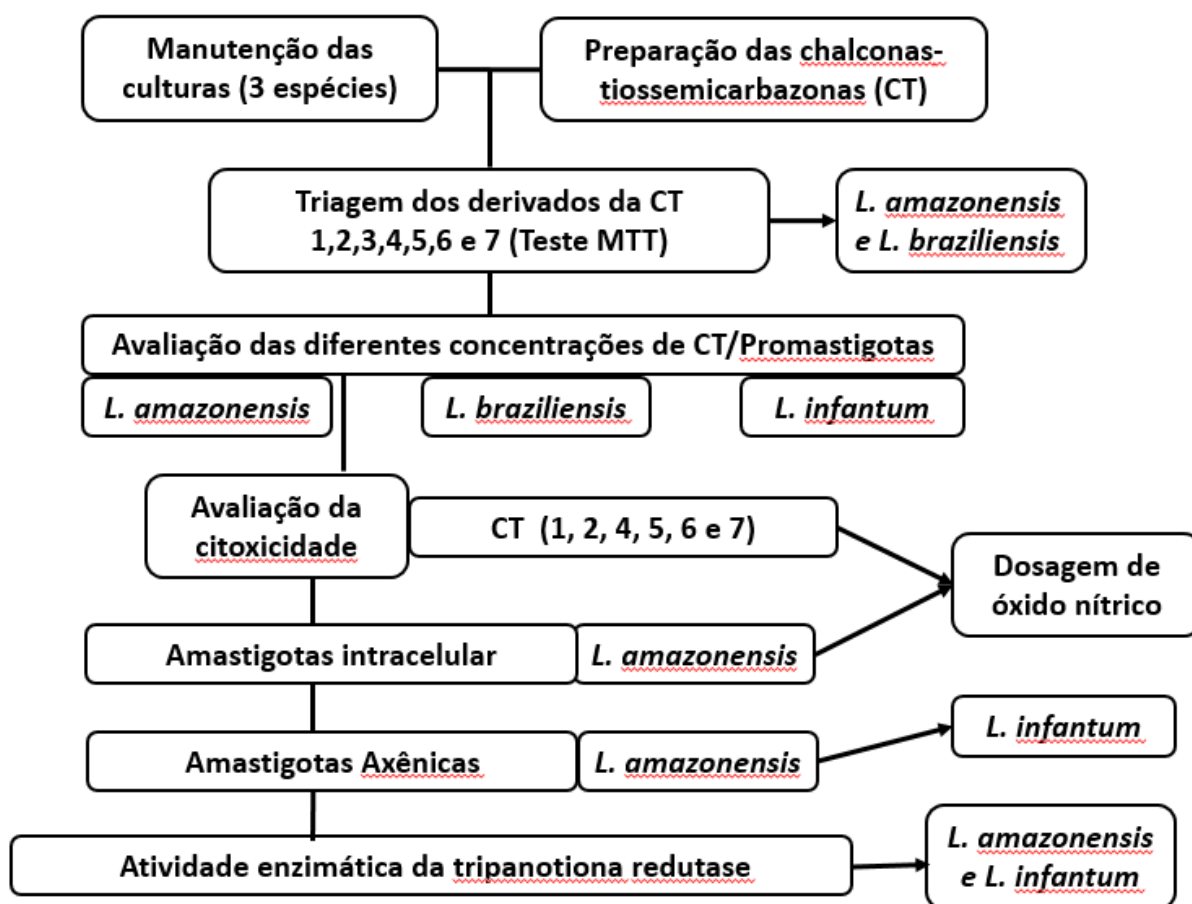 Manutenção das
culturas (3 espécies)
Preparação das chalconas-
tiossemicarbazonas (CT)
Triagem dos derivados da CT
1,2,3,4,5,6 e 7 (Teste MTT)
L. amazonensis
e L. braziliensis
Avaliação das diferentes concentrações de CT/Promastigotas
L. amazonensis
L. braziliensis
L. infantum
Avaliação da
citoxicidade
CT (1, 2, 4, 5, 6 e 7)
Dosagem de
óxido nítrico
Amastigotas intracelular
L. amazonensis
Amastigotas Axênicas
L. amazonensis
L. infantum
Atividade enzimática da tripanotiona redutase
L. amazonensis
e L. infantum